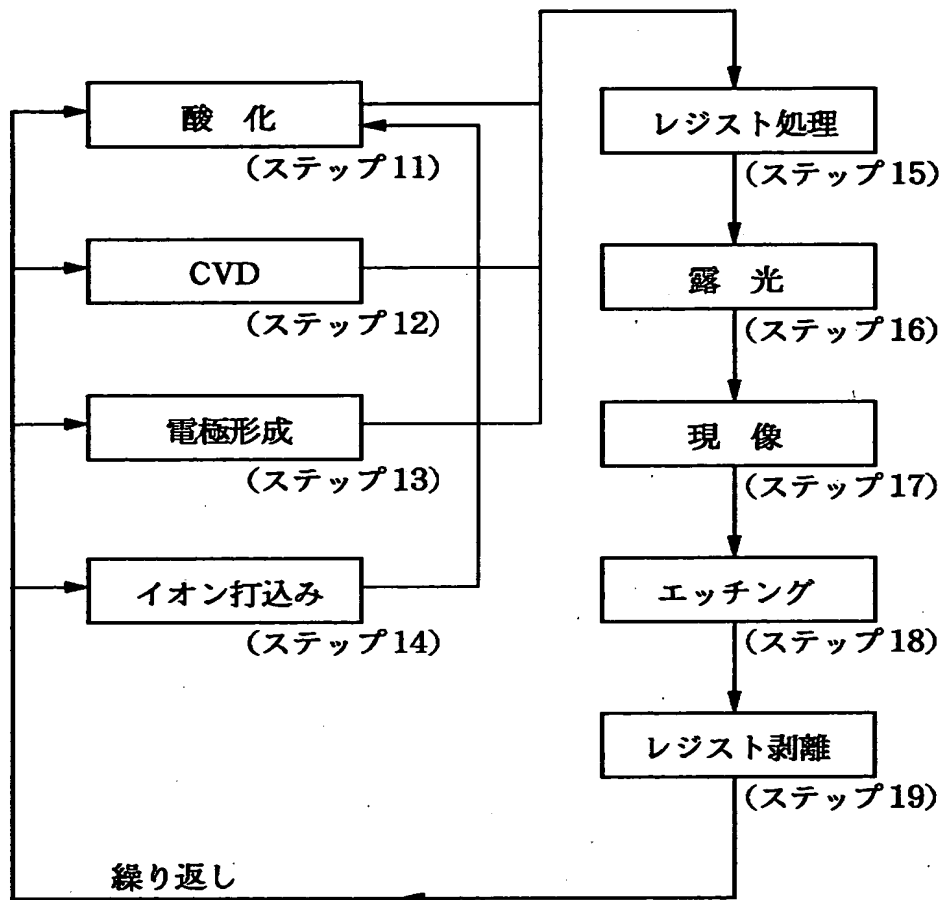 酸 化
(ステップ11)
CVD
(ステップ12)
電極形成
(ステップ13)
イオン打込み
(ステップ14)
レジスト処理
(ステップ15)
露 光
(ステップ16)
現 像
(ステップ17)
エッチング
(ステップ18)
レジスト剥離
(ステップ19)
繰り返し